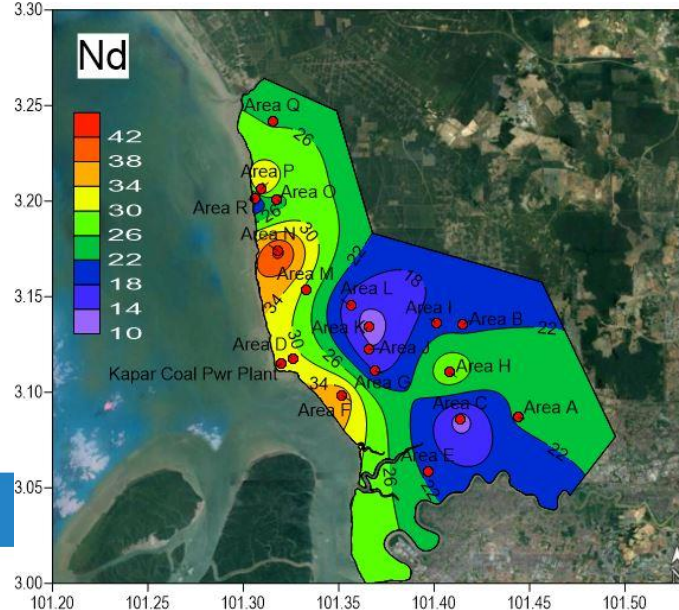 3.30
Nd
3.25
Area Q
26
42
38
34
30
26
22
18
14
10
Area P
3.20
Area O
Area R
26
Area N
30
22
Area M
18
3.15
34
Area L
Area I
Area B
Area K
22
30
Area D
Area J
26
Area H
Kapar Coal Pwr Plant
3.10
34
Area G
Area F
Area C
Area A
22
Area E
26
22
3.05
3.00
101.20 101.25 101.30 101.35 101.40 101.45 101.50